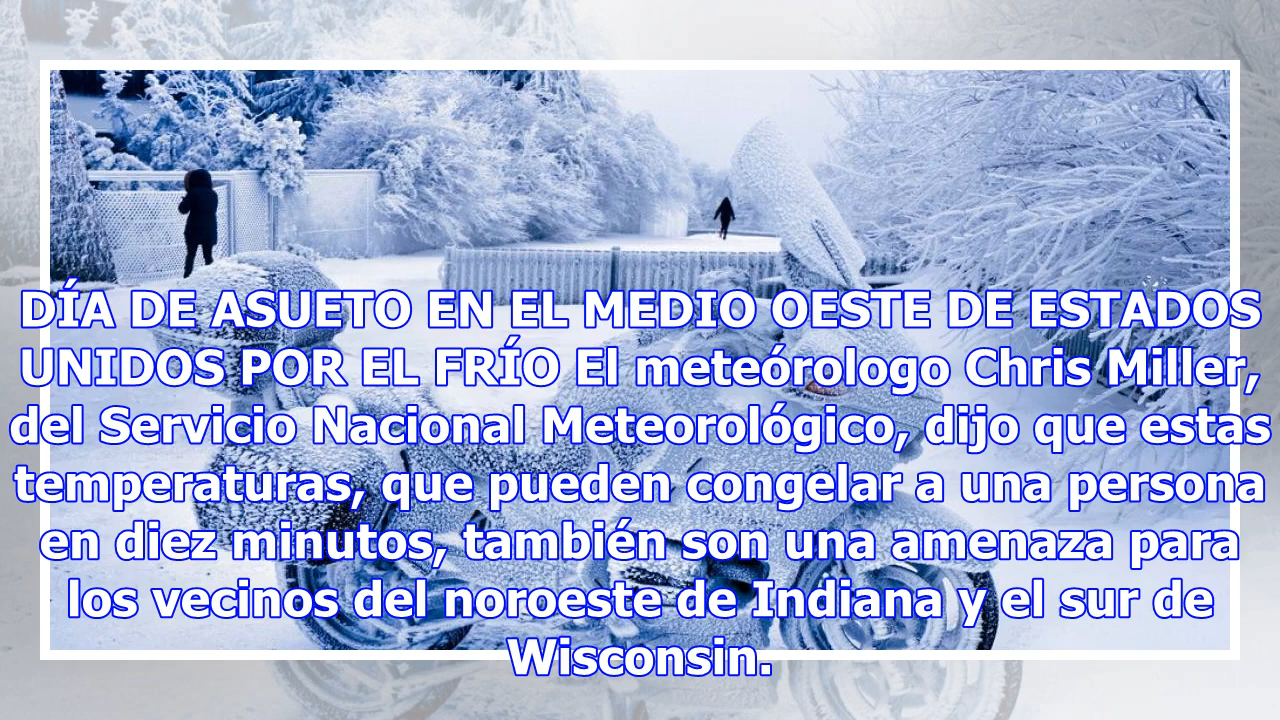 DÍA DE ASUETO EN EL MEDIO OESTE DE ESTADOS
UNIDOS POR EL FRÍO El meteórologo Chris Miller,
del Servicio Nacional Meteorológico, dijo que estas
temperaturas, que pueden congelar a una persona
en diez minutos, también son una amenaza para
los vecinos del noroeste de Indiana y el sur de
Wisconsin.